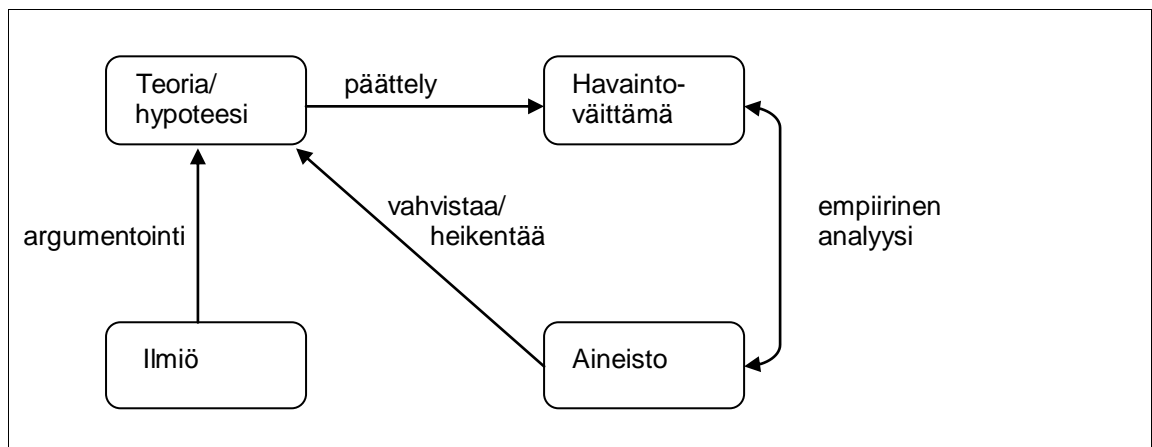 Teoria/
hypoteesi
päättely
Havainto-
väittämä
vahvistaa/
heikentää
empiirinen
analyysi
argumentointi
Ilmiö
Aineisto